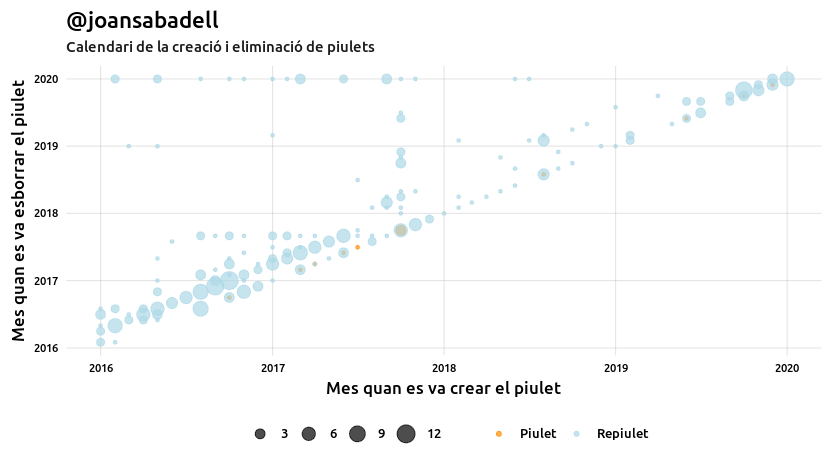 @joansabadell
Calendari de la creació i eliminació de piulets
Mes quan es va esborrar el piulet
2020
2019
2018
2017
2016
2016 2017 2018 2019 2020
Mes quan es va crear el piulet
3 6 9 12 Piulet Repiulet